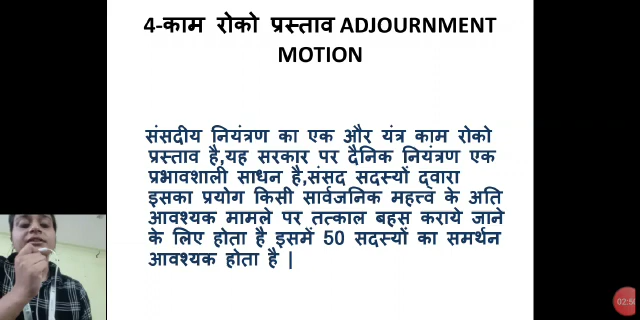 4-काम रोको प्रस्ताव ADJOURNMENT
MOTION
संसदीय नियंत्रण का एक और यंत्र काम रोको
प्रस्ताव है,यह सरकार पर दैनिक नियंत्रण एक
प्रभावशाली साधन है,संसद सदस्यों द्वारा
इसका प्रयोग किसी सार्वजनिक महत्त्व के अति
आवश्यक मामले पर तत्काल बहस कराये जाने
के लिए होता है इसमें 50 सदस्यों का समर्थन
आवश्यक होता है |